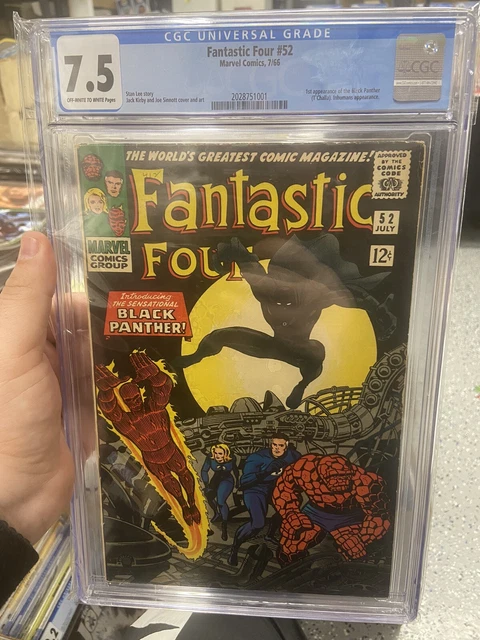 CGC UNIVERSAL GRADE
7.5
OFF-WHITE TO WHITE Pages
Fantastic Four #52
Marvel Comics, 7/66
Stan Lee story
Jack Kirby and Joe Sinnott cover and art
2028751001
1st appearance of the Black Panther
(T'Challa). Inhumans appearance.
CGC
THE WORLD'S GREATEST COMIC MAGAZINE!
Fantastic
FOUR
MARVEL
COMICS
GROUP
APPROVED
BY THE
COMICS
CODE
CA
AUTHORITY
52
JULY
12¢
Introducing
THE SENSATIONAL
BLACK
PANTHER!